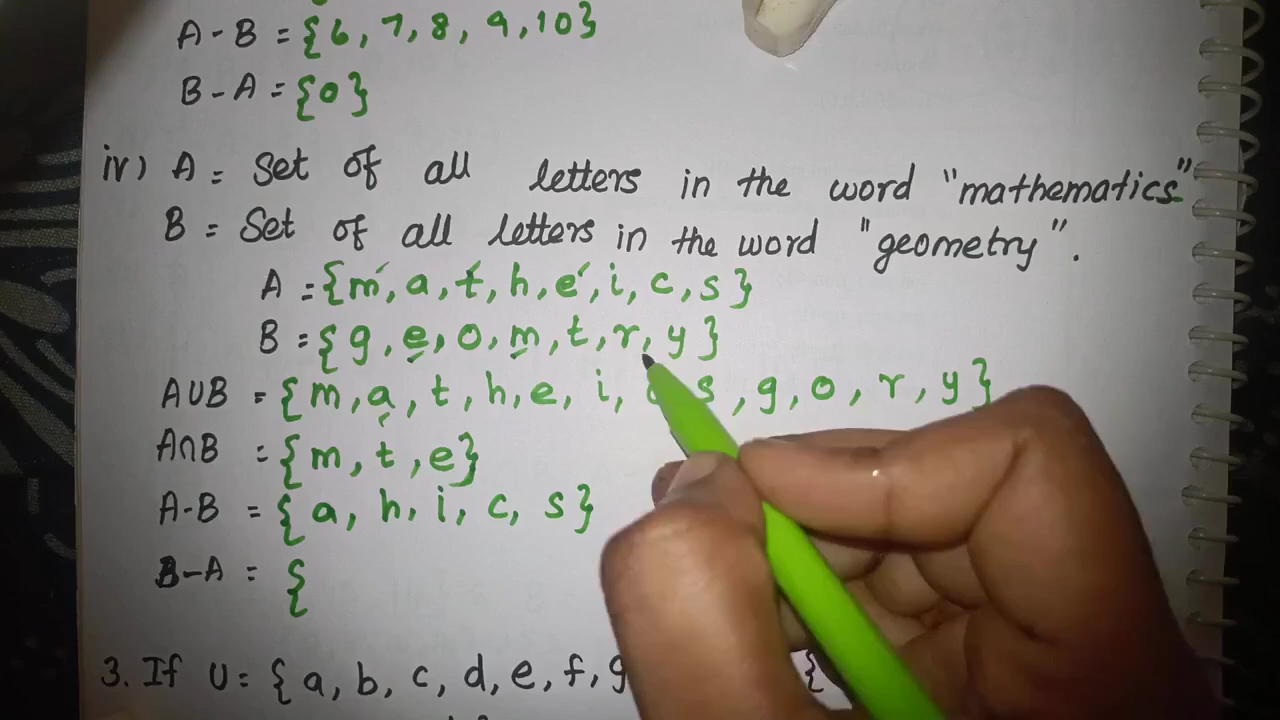 A - B = {6, 7, 8, 9, 10}
B - A = {0}
iv) A = Set of all letters in the word "mathematics"
B = Set of all letters in the word "geometry".
A = {m, a, t, h, e, i, c, s}
B = {g, e, o, m, t, r, y}
A∪B = {m, a, t, h, e, i, s, g, o, r, y}
A∩B = {m, t, e}
A-B = {a, h, i, c, s}
B-A = {
3. If U = {a, b, c, d, e, f, g {